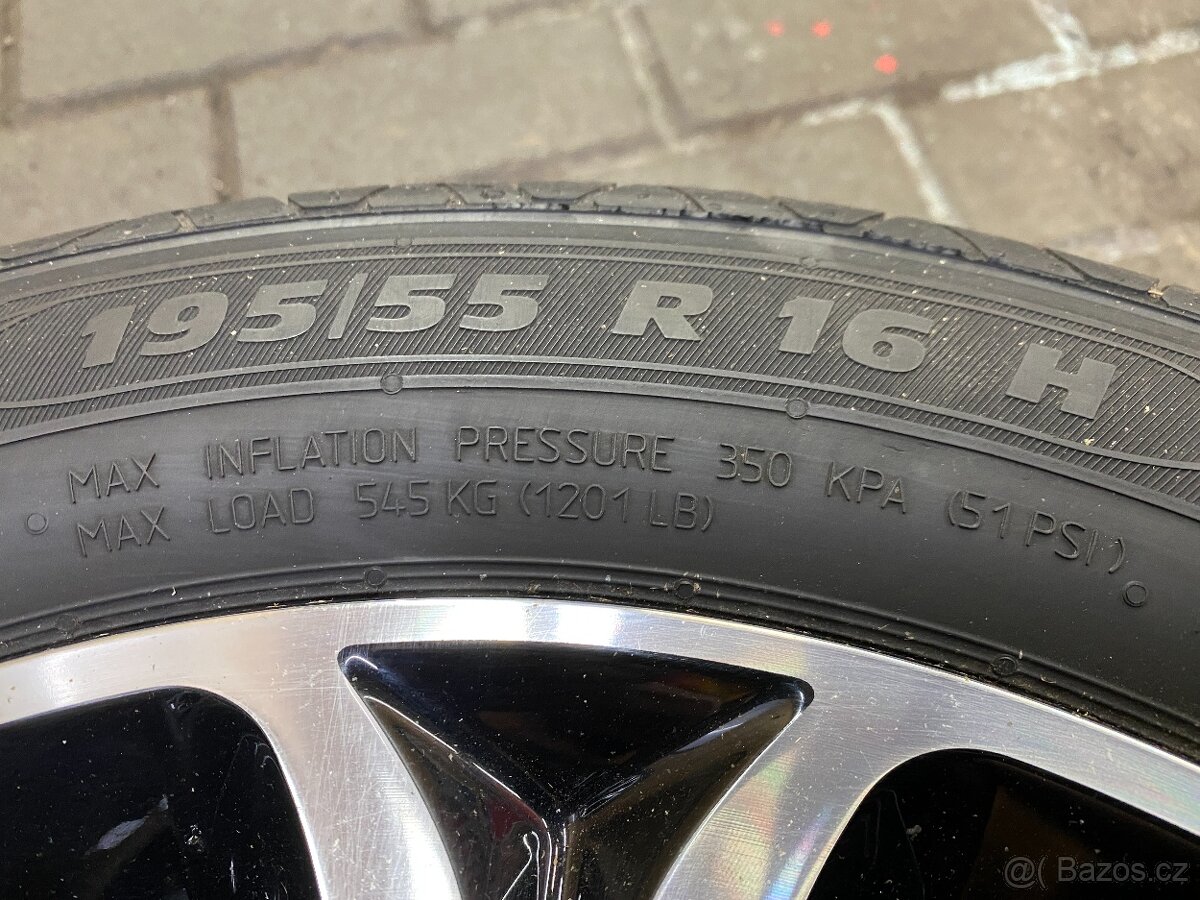 195/55 R 16 H
MAX INFLATION PRESSURE 350 KPA (51 PSI)
MAX LOAD 545 KG (1201 LB)
@( Bazos.cz